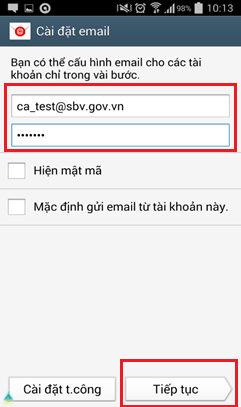 98% 10:13
Cài đặt email
Bạn có thể cấu hình email cho các tài
khoản chỉ trong vài bước.
ca_test@sbv.gov.vn
•••••••
Hiện mật mã
Mặc định gửi email từ tài khoản này.
Cài đặt t.công
Tiếp tục